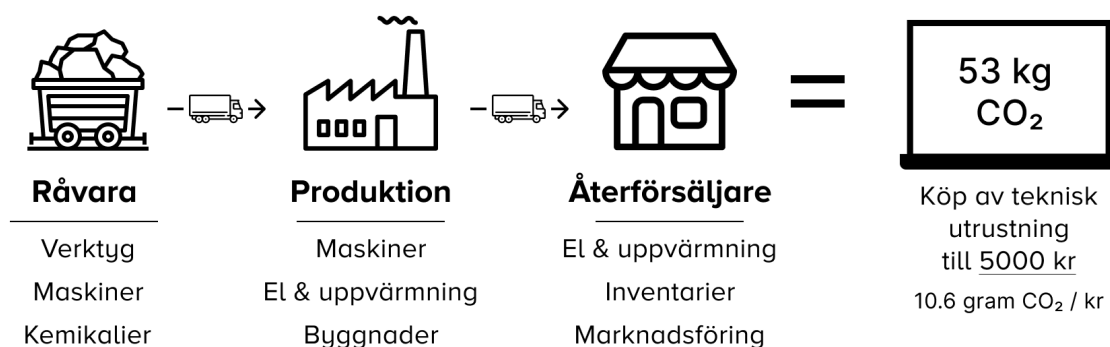 Råvara
Verktyg
Maskiner
Kemikalier
Produktion
Maskiner
El & uppvärmning
Byggnader
Återförsäljare
El & uppvärmning
Inventarier
Marknadsföring
=
53 kg
CO₂
Köp av teknisk
utrustning
till 5000 kr
10.6 gram CO₂ / kr